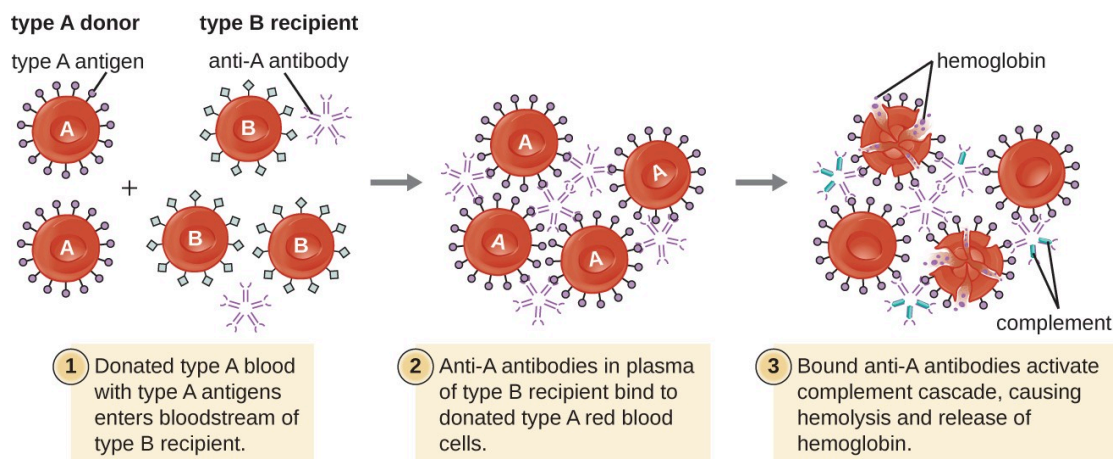 type A donor
type B recipient
type A antigen
anti-A antibody
A
B
A
B
B
+
A
A
A
A
hemoglobin
complement
1 Donated type A blood
with type A antigens
enters bloodstream of
type B recipient.
2 Anti-A antibodies in plasma
of type B recipient bind to
donated type A red blood
cells.
3 Bound anti-A antibodies activate
complement cascade, causing
hemolysis and release of
hemoglobin.